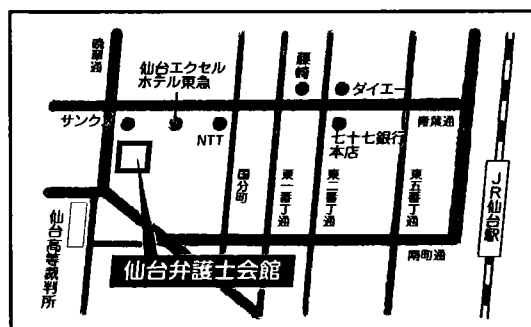 晩翠通
仙台エクセル
ホテル東急
藤崎
ダイエー
サンクス
NTT
七十七銀行
本店
青葉通
国分町
東一番丁通
東二番丁通
東五番丁通
JR仙台駅
仙台高等裁判所
南町通
仙台弁護士会館